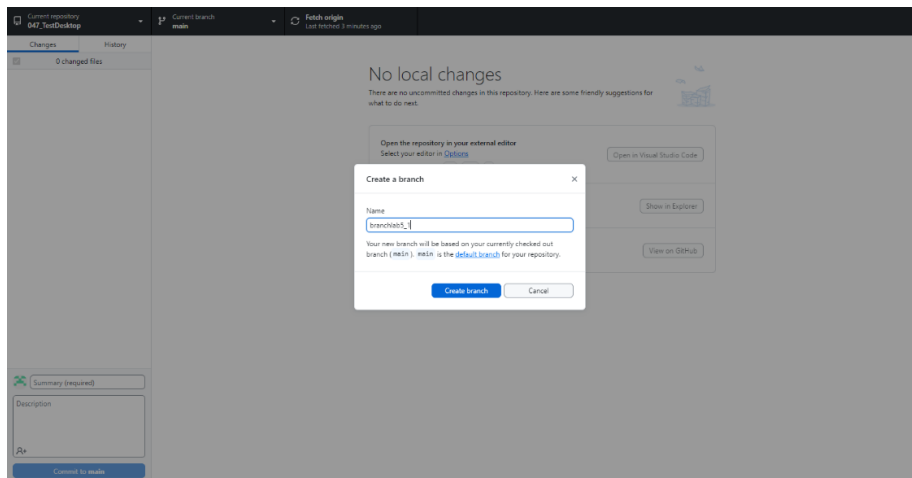 Current repository
047_TestDesktop
Current branch
main
Fetch origin
Last fetched 3 minutes ago
Changes
History
0 changed files
No local changes
There are no uncommitted changes in this repository. Here are some friendly suggestions for
what to do next.
Open the repository in your external editor
Select your editor in Options
Open in Visual Studio Code
Create a branch
Name
branchlab5_1
Your new branch will be based on your currently checked out
branch (main). main is the default branch for your repository.
Create branch
Cancel
Show in Explorer
View on GitHub
Summary (required)
Description
Commit to main